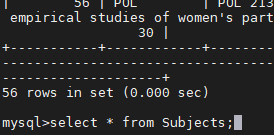 |         56 | POL         | POL 213
 empirical studies of women's part
                    30 |
+------------+-------------+--------
------------------------------------
-----------------------+
56 rows in set (0.000 sec)
mysql>select * from Subjects;